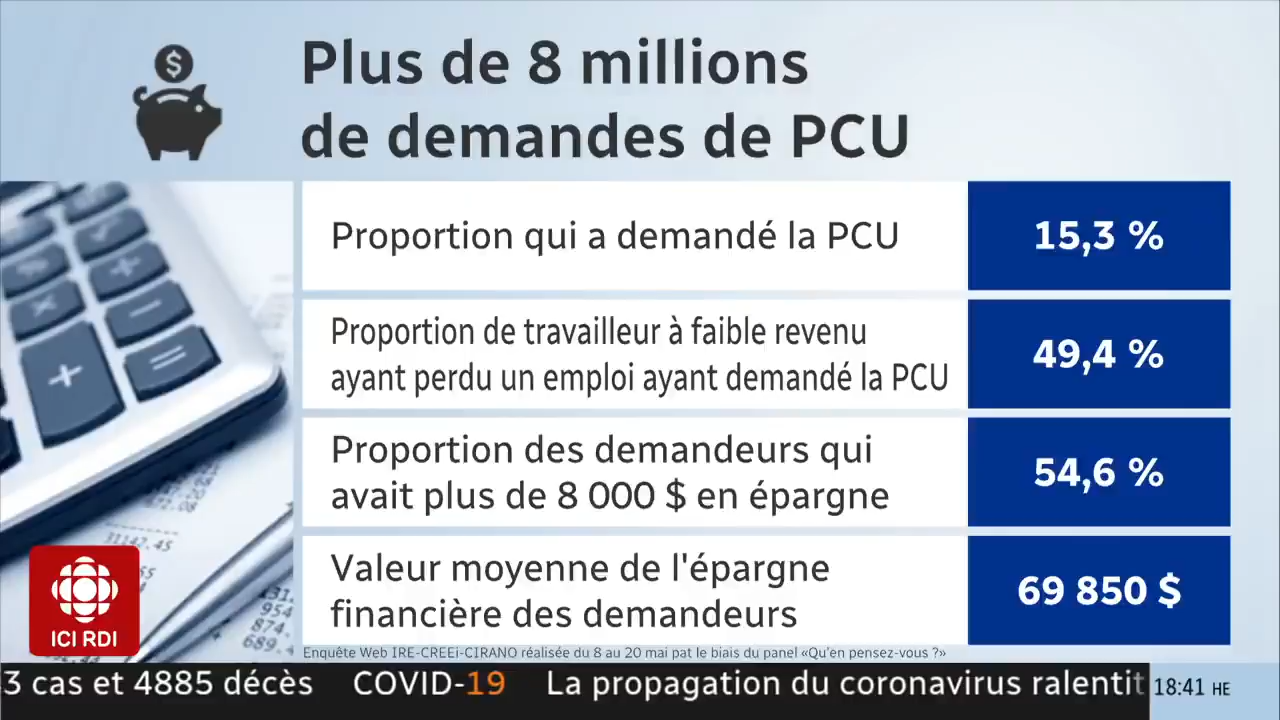 Plus de 8 millions
de demandes de PCU
Proportion qui a demandé la PCU
15,3 %
Proportion de travailleur à faible revenu
ayant perdu un emploi ayant demandé la PCU
49,4 %
Proportion des demandeurs qui
avait plus de 8 000 $ en épargne
54,6 %
Valeur moyenne de l'épargne
financière des demandeurs
69 850 $
31142.45
ICI RDI
Enquête Web IRE-CREEi-CIRANO réalisée du 8 au 20 mai pat le biais du panel «Qu'en pensez-vous ?»
3 cas et 4885 décès COVID-19 La propagation du coronavirus ralentit
18:41 HE